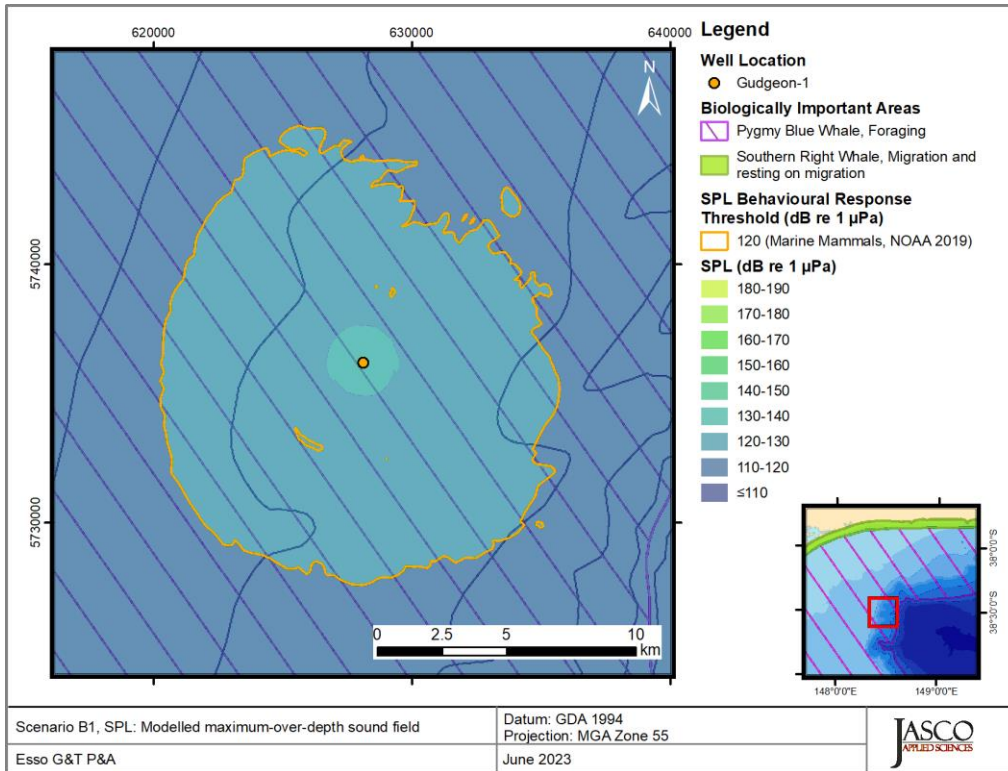 620000
630000
640000
5740000
5730000
N
0
2.5
5
10
km
Legend
Well Location
Gudgeon-1
Biologically Important Areas
Pygmy Blue Whale, Foraging
Southern Right Whale, Migration and
resting on migration
SPL Behavioural Response
Threshold (dB re 1 µPa)
120 (Marine Mammals, NOAA 2019)
SPL (dB re 1 µPa)
180-190
170-180
160-170
150-160
140-150
130-140
120-130
110-120
≤110
38°0'0"S
38°30'0"S
148°0'0"E
149°0'0"E
Scenario B1, SPL: Modelled maximum-over-depth sound field
Datum: GDA 1994
Projection: MGA Zone 55
Esso G&T P&A
June 2023
JASCO
APPLIED SCIENCES